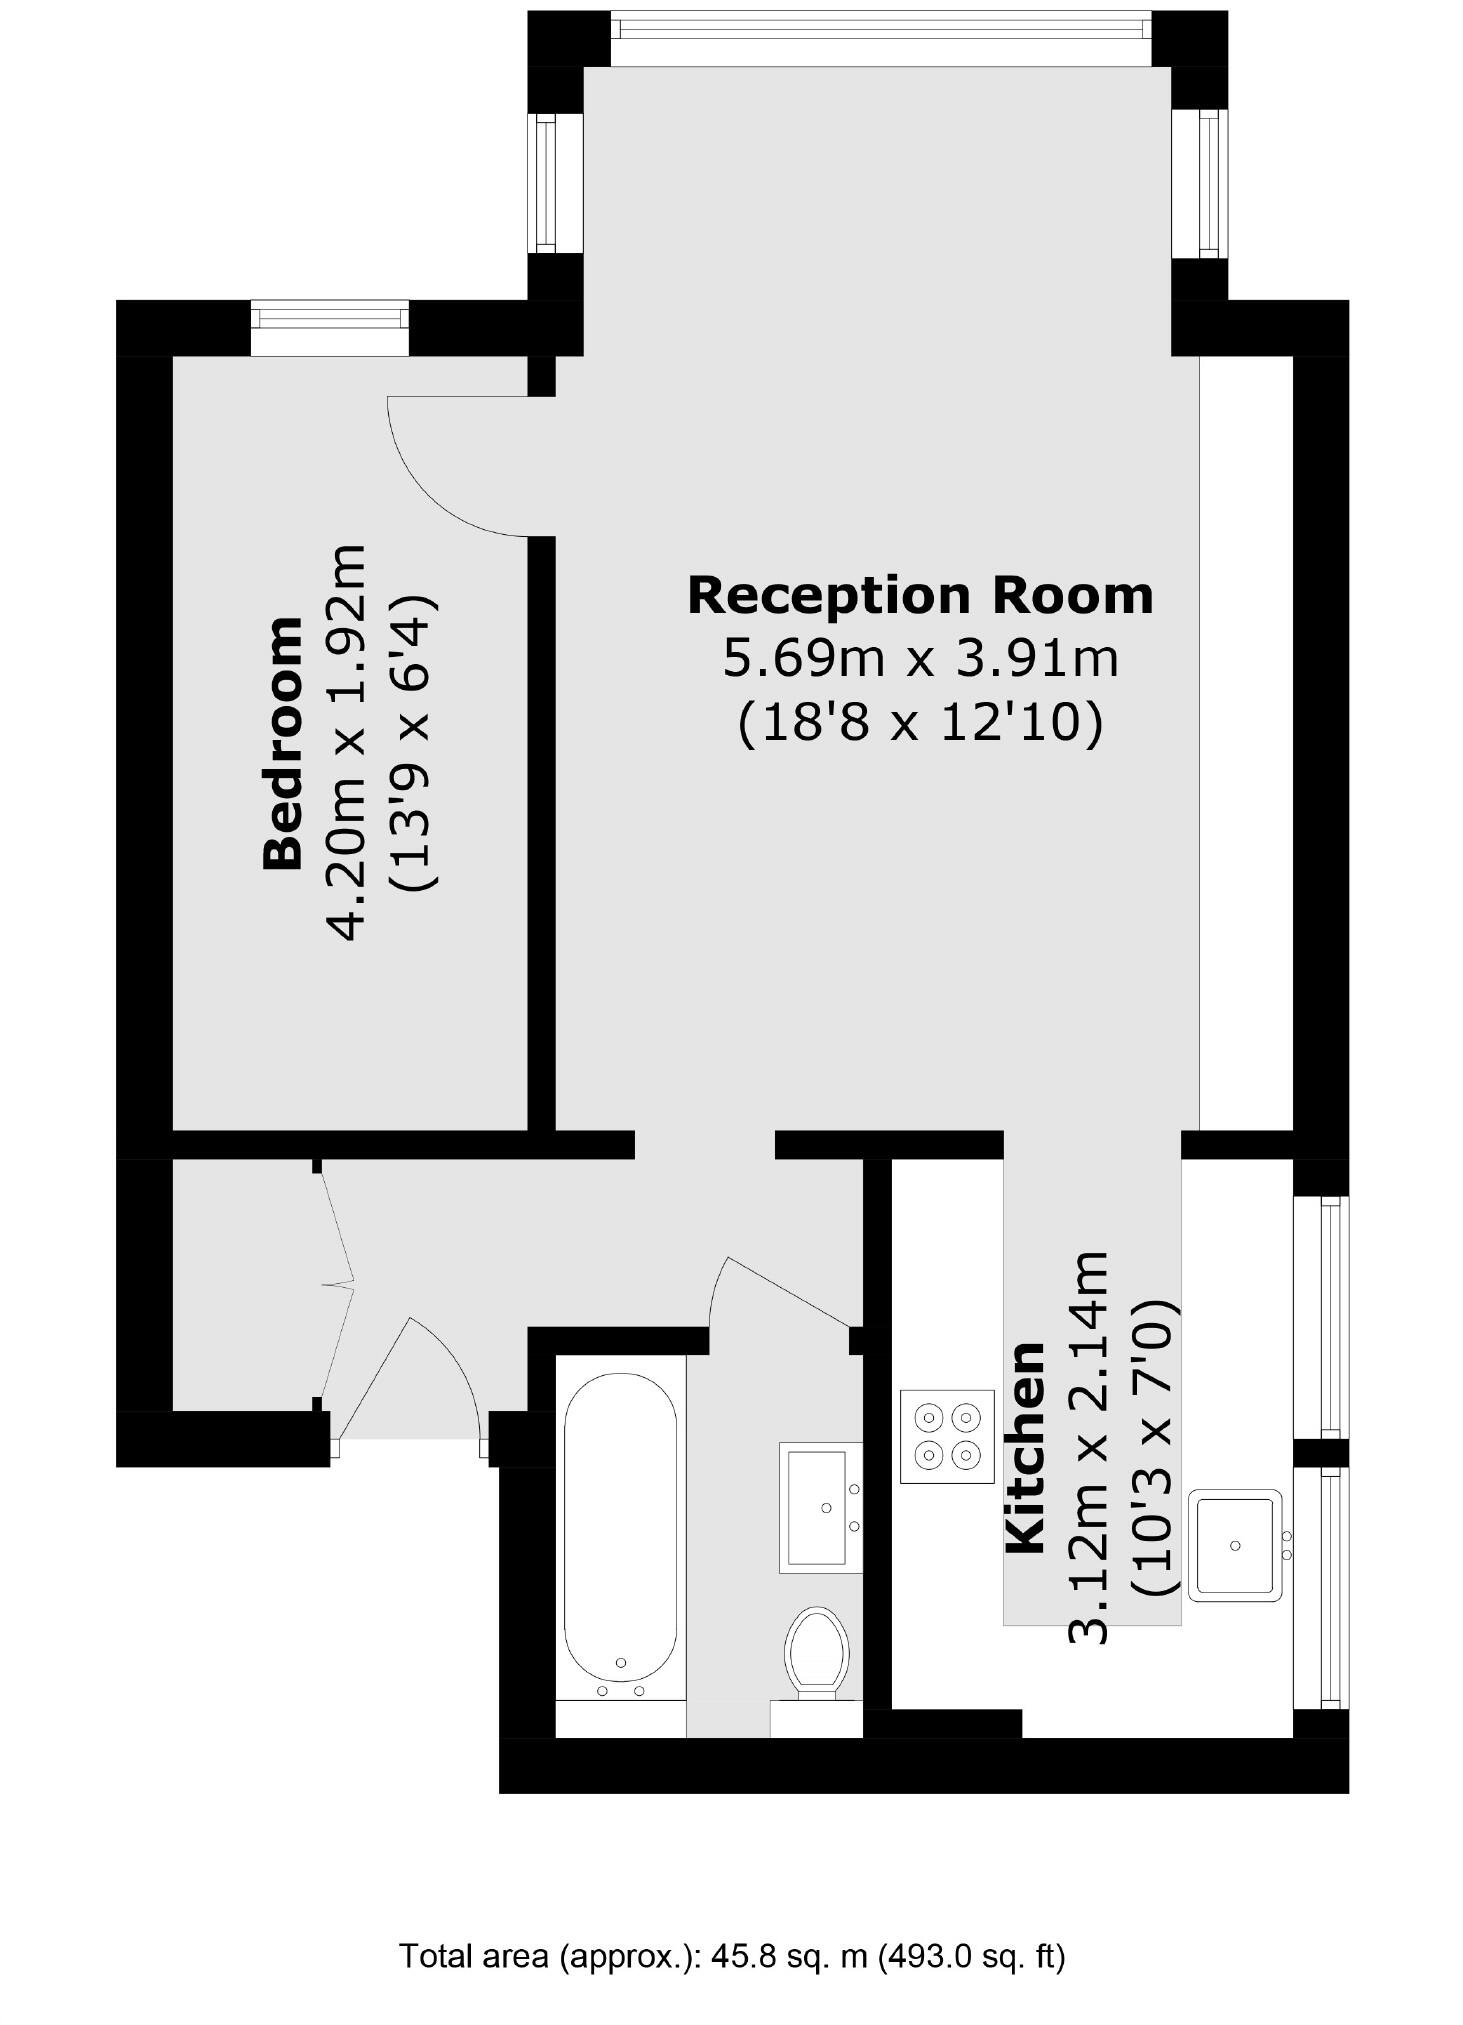 Reception Room
5.69m x 3.91m
(18'8 x 12'10)
Bedroom
4.20m x 1.92m
(13'9 x 6'4)
Kitchen
3.12m x 2.14m
(10'3 x 7'0)
Total area (approx.): 45.8 sq. m (493.0 sq. ft)